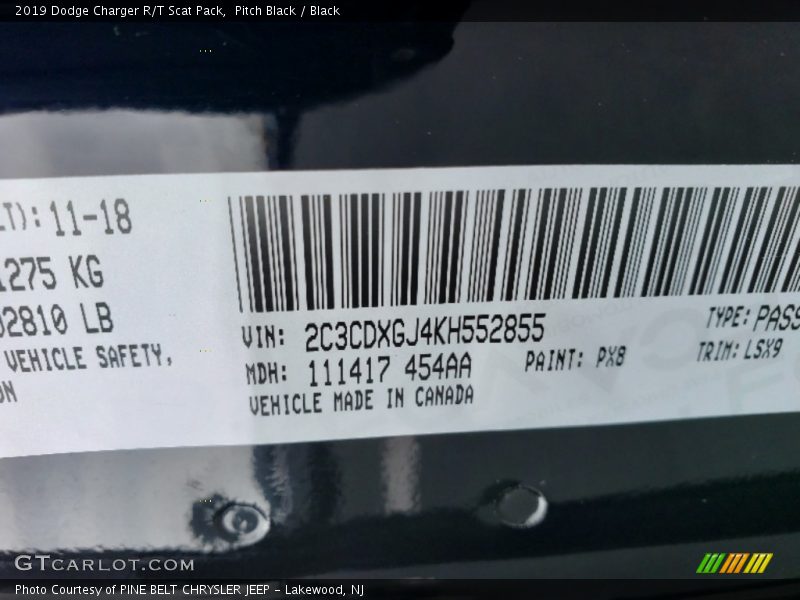 2019 Dodge Charger R/T Scat Pack,  Pitch Black / Black
11-18
275 KG
2810 LB
VEHICLE SAFETY,
VIN: 2C3CDXGJ4KH552855
TYPE: PASS
MDH: 111417 454AA
PAINT: PX8
TRIM: LSX9
VEHICLE MADE IN CANADA
GTCARLOT.COM
Photo Courtesy of PINE BELT CHRYSLER JEEP - Lakewood, NJ